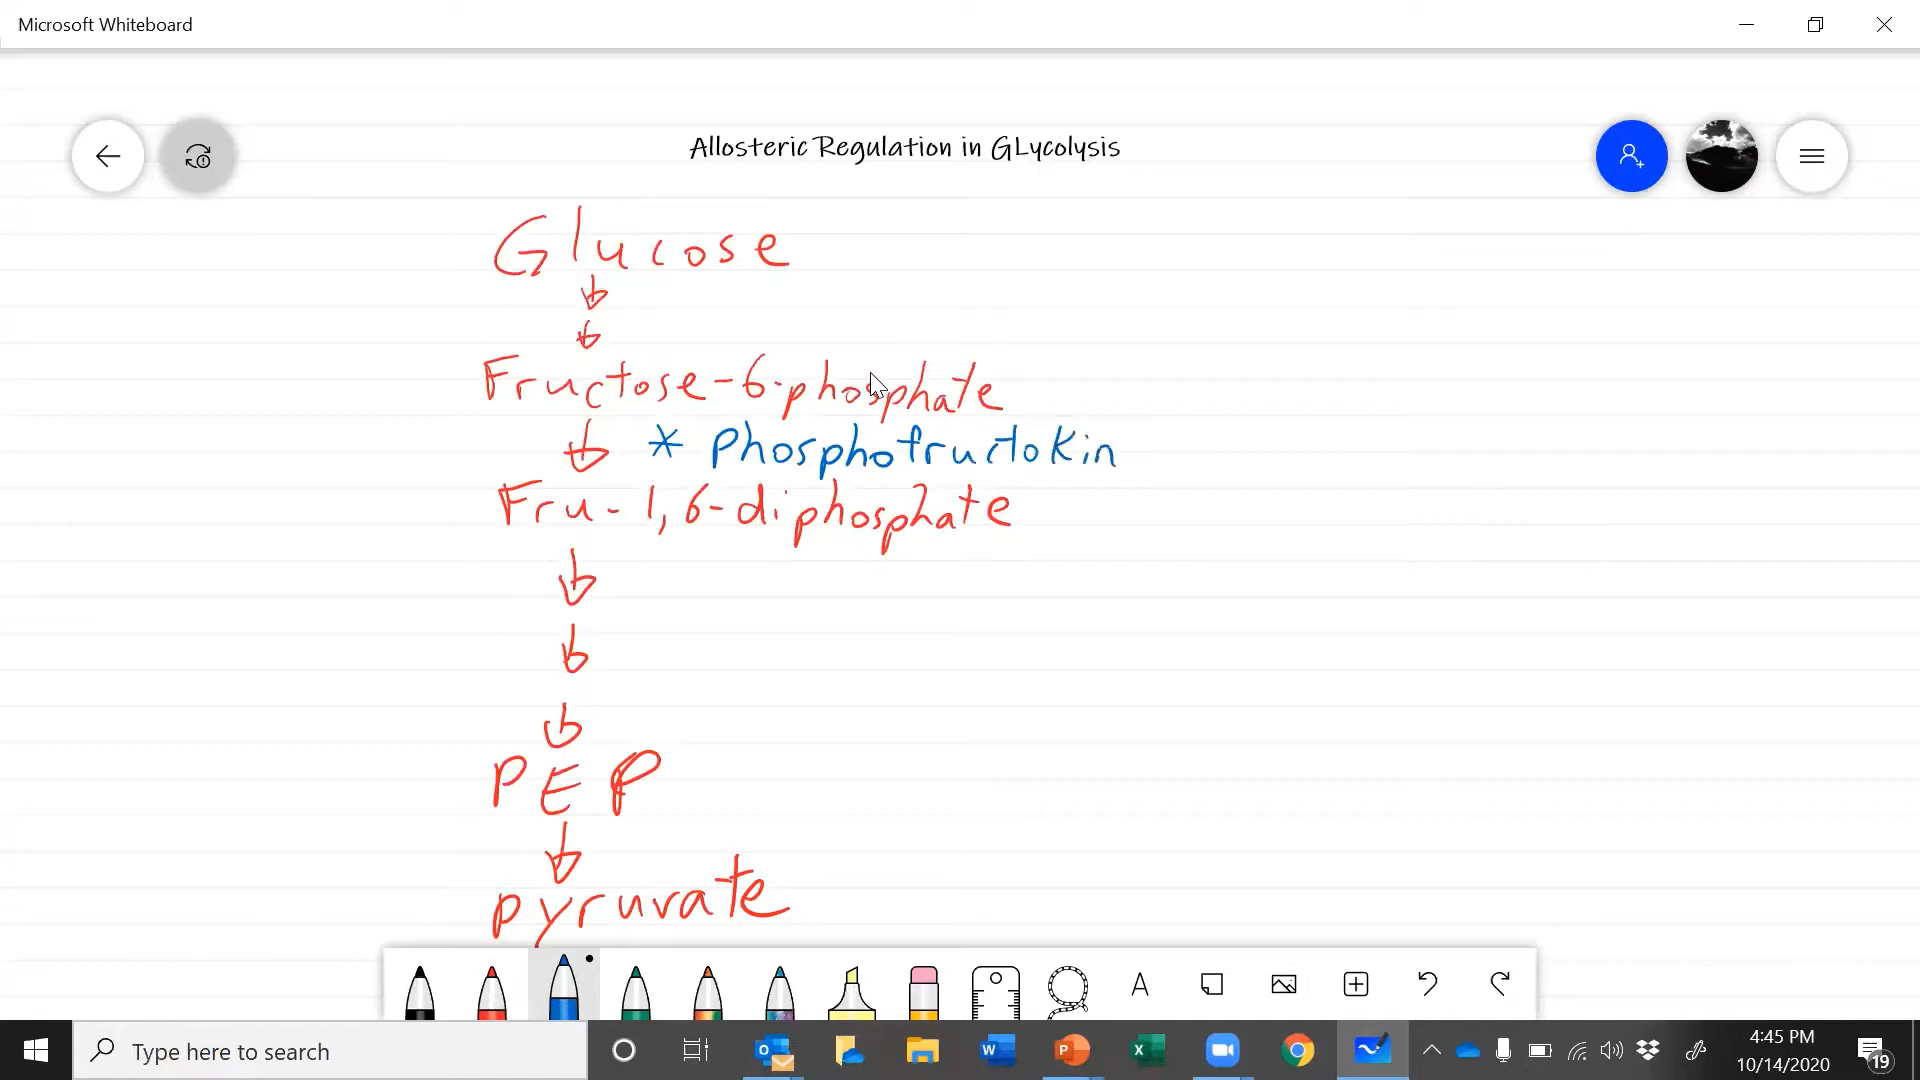 Microsoft Whiteboard
Allosteric Regulation in GLycolysis
Glucose
Fructose-6-phosphate
* Phosphofructokin
Fru-1,6-diphosphate
PEP
pyruvate
A
Type here to search
4:45 PM
10/14/2020
19